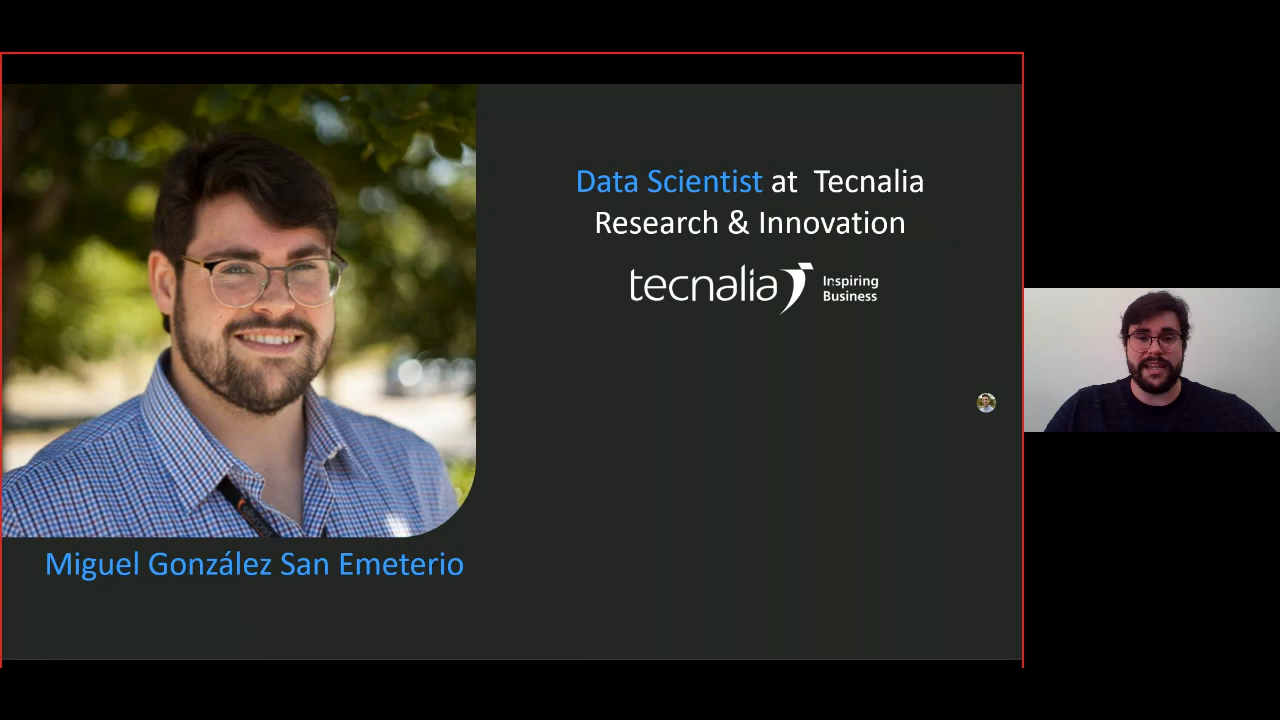 Data Scientist at Tecnalia
Research & Innovation
tecnalia Inspiring
Business
Miguel González San Emeterio